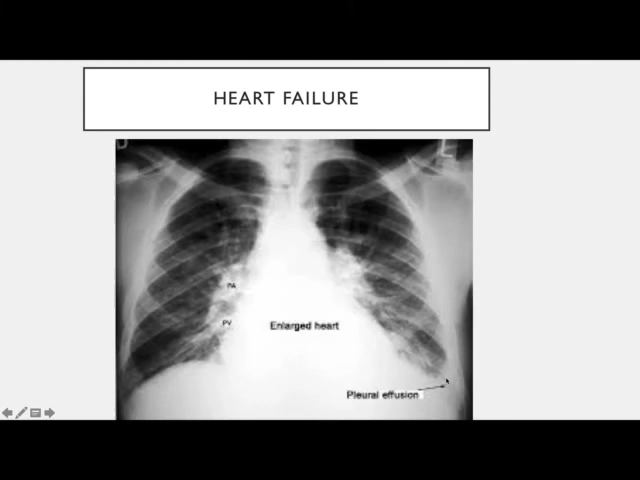 HEART FAILURE
L
PA
PV
Enlarged heart
Pleural effusion